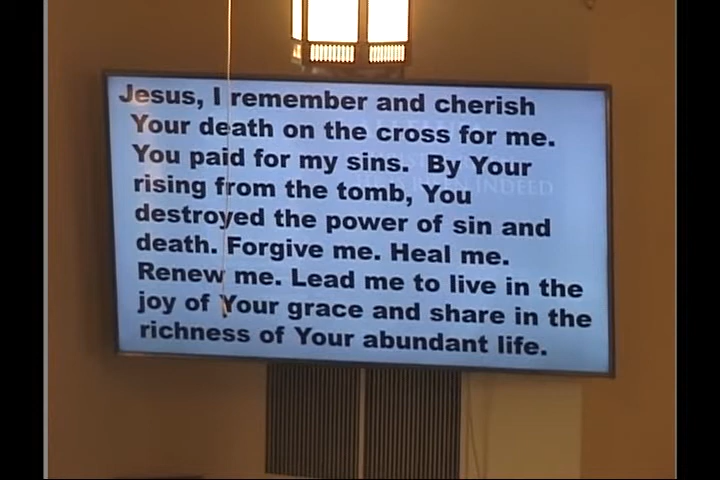 Jesus, I remember and cherish
Your death on the cross for me.
You paid for my sins.  By Your
rising from the tomb, You
destroyed the power of sin and
death. Forgive me. Heal me.
Renew me. Lead me to live in the
joy of Your grace and share in the
richness of Your abundant life.
INDEED